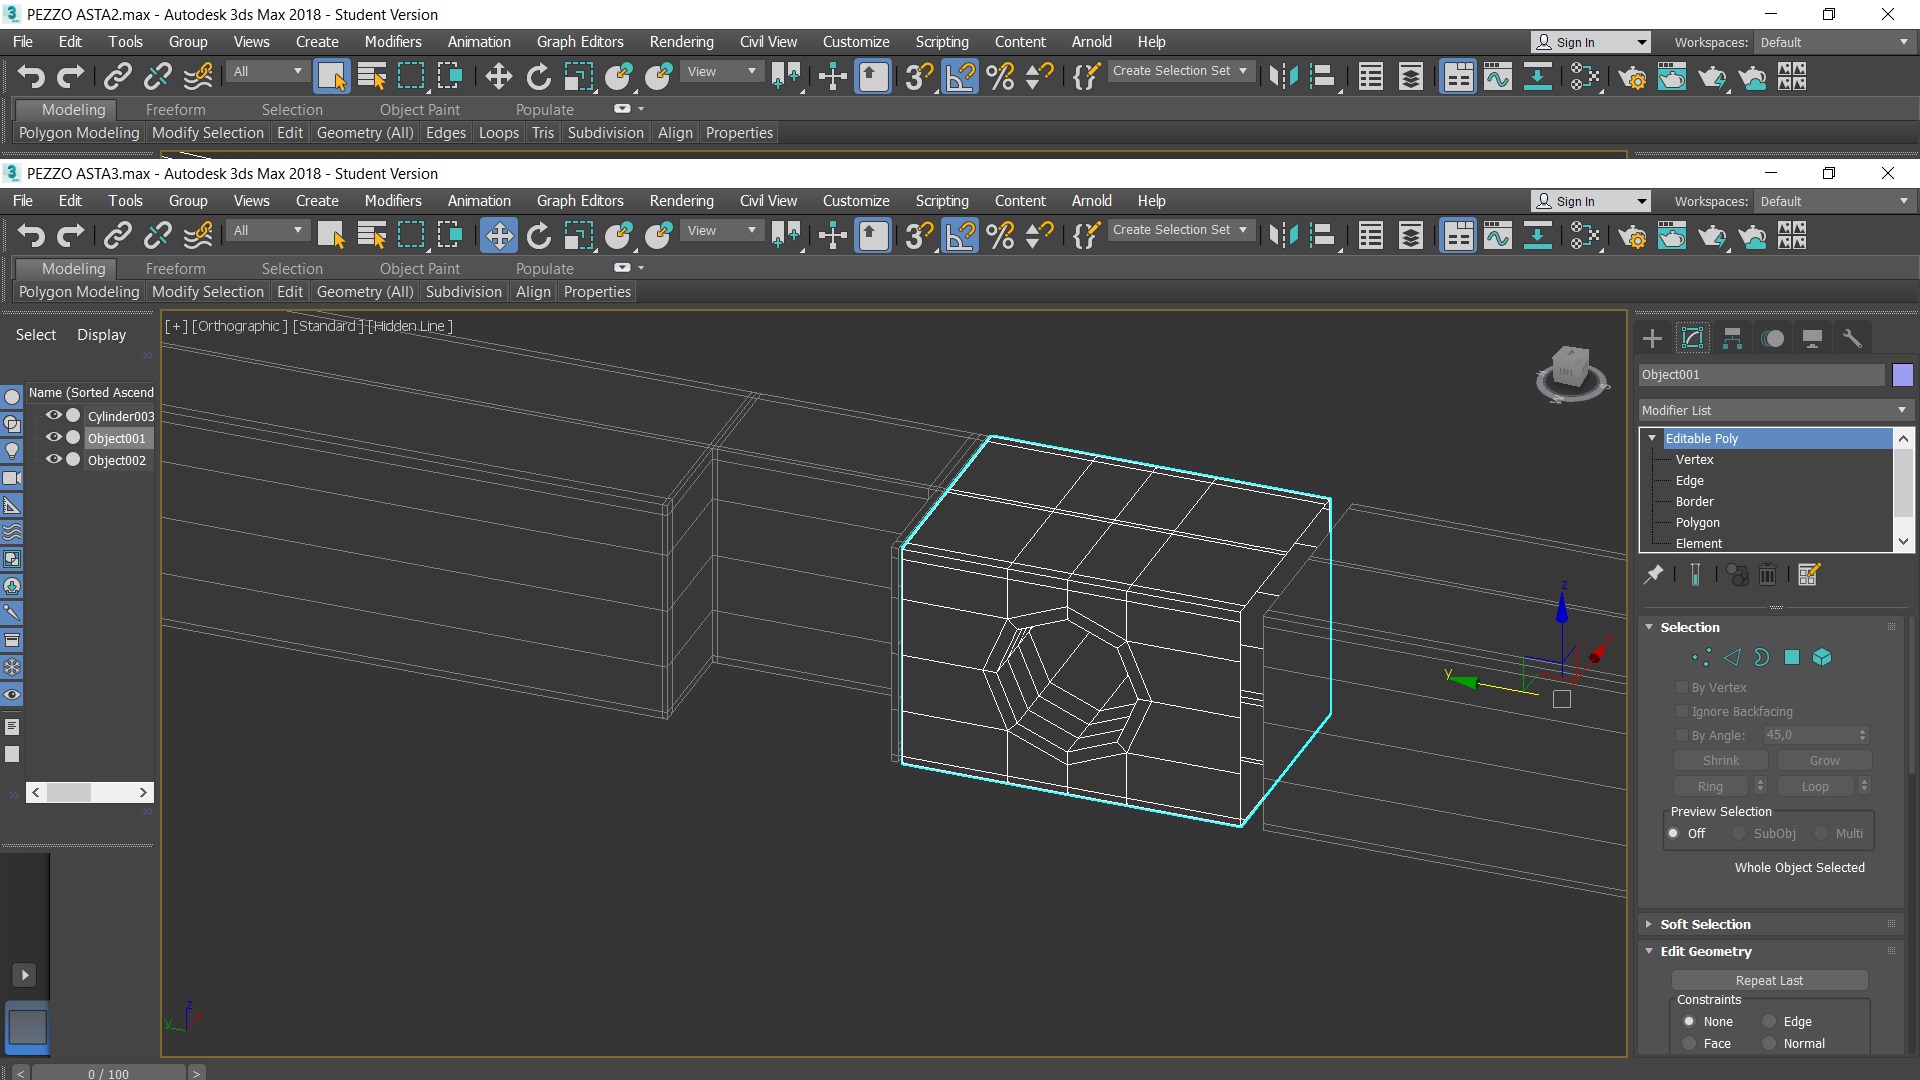 PEZZO ASTA2.max - Autodesk 3ds Max 2018 - Student Version
File Edit Tools Group Views Create Modifiers Animation Graph Editors Rendering Civil View Customize Scripting Content Arnold Help Sign In Workspaces: Default
All View Create Selection Set
Modeling Freeform Selection Object Paint Populate
Polygon Modeling Modify Selection Edit Geometry (All) Edges Loops Tris Subdivision Align Properties
PEZZO ASTA3.max - Autodesk 3ds Max 2018 - Student Version
File Edit Tools Group Views Create Modifiers Animation Graph Editors Rendering Civil View Customize Scripting Content Arnold Help Sign In Workspaces: Default
All View Create Selection Set
Modeling Freeform Selection Object Paint Populate
Polygon Modeling Modify Selection Edit Geometry (All) Subdivision Align Properties
Select Display
[+] [Orthographic ] [Standard ] [Hidden Line ]
Name (Sorted Ascend
Cylinder003
Object001
Object002
Object001
Modifier List
Editable Poly
Vertex
Edge
Border
Polygon
Element
Selection
By Vertex
Ignore Backfacing
By Angle: 45,0
Shrink Grow
Ring Loop
Preview Selection
Off SubObj Multi
Whole Object Selected
Soft Selection
Edit Geometry
Repeat Last
Constraints
None Edge
Face Normal
z
y
z
y
< 0 / 100 >